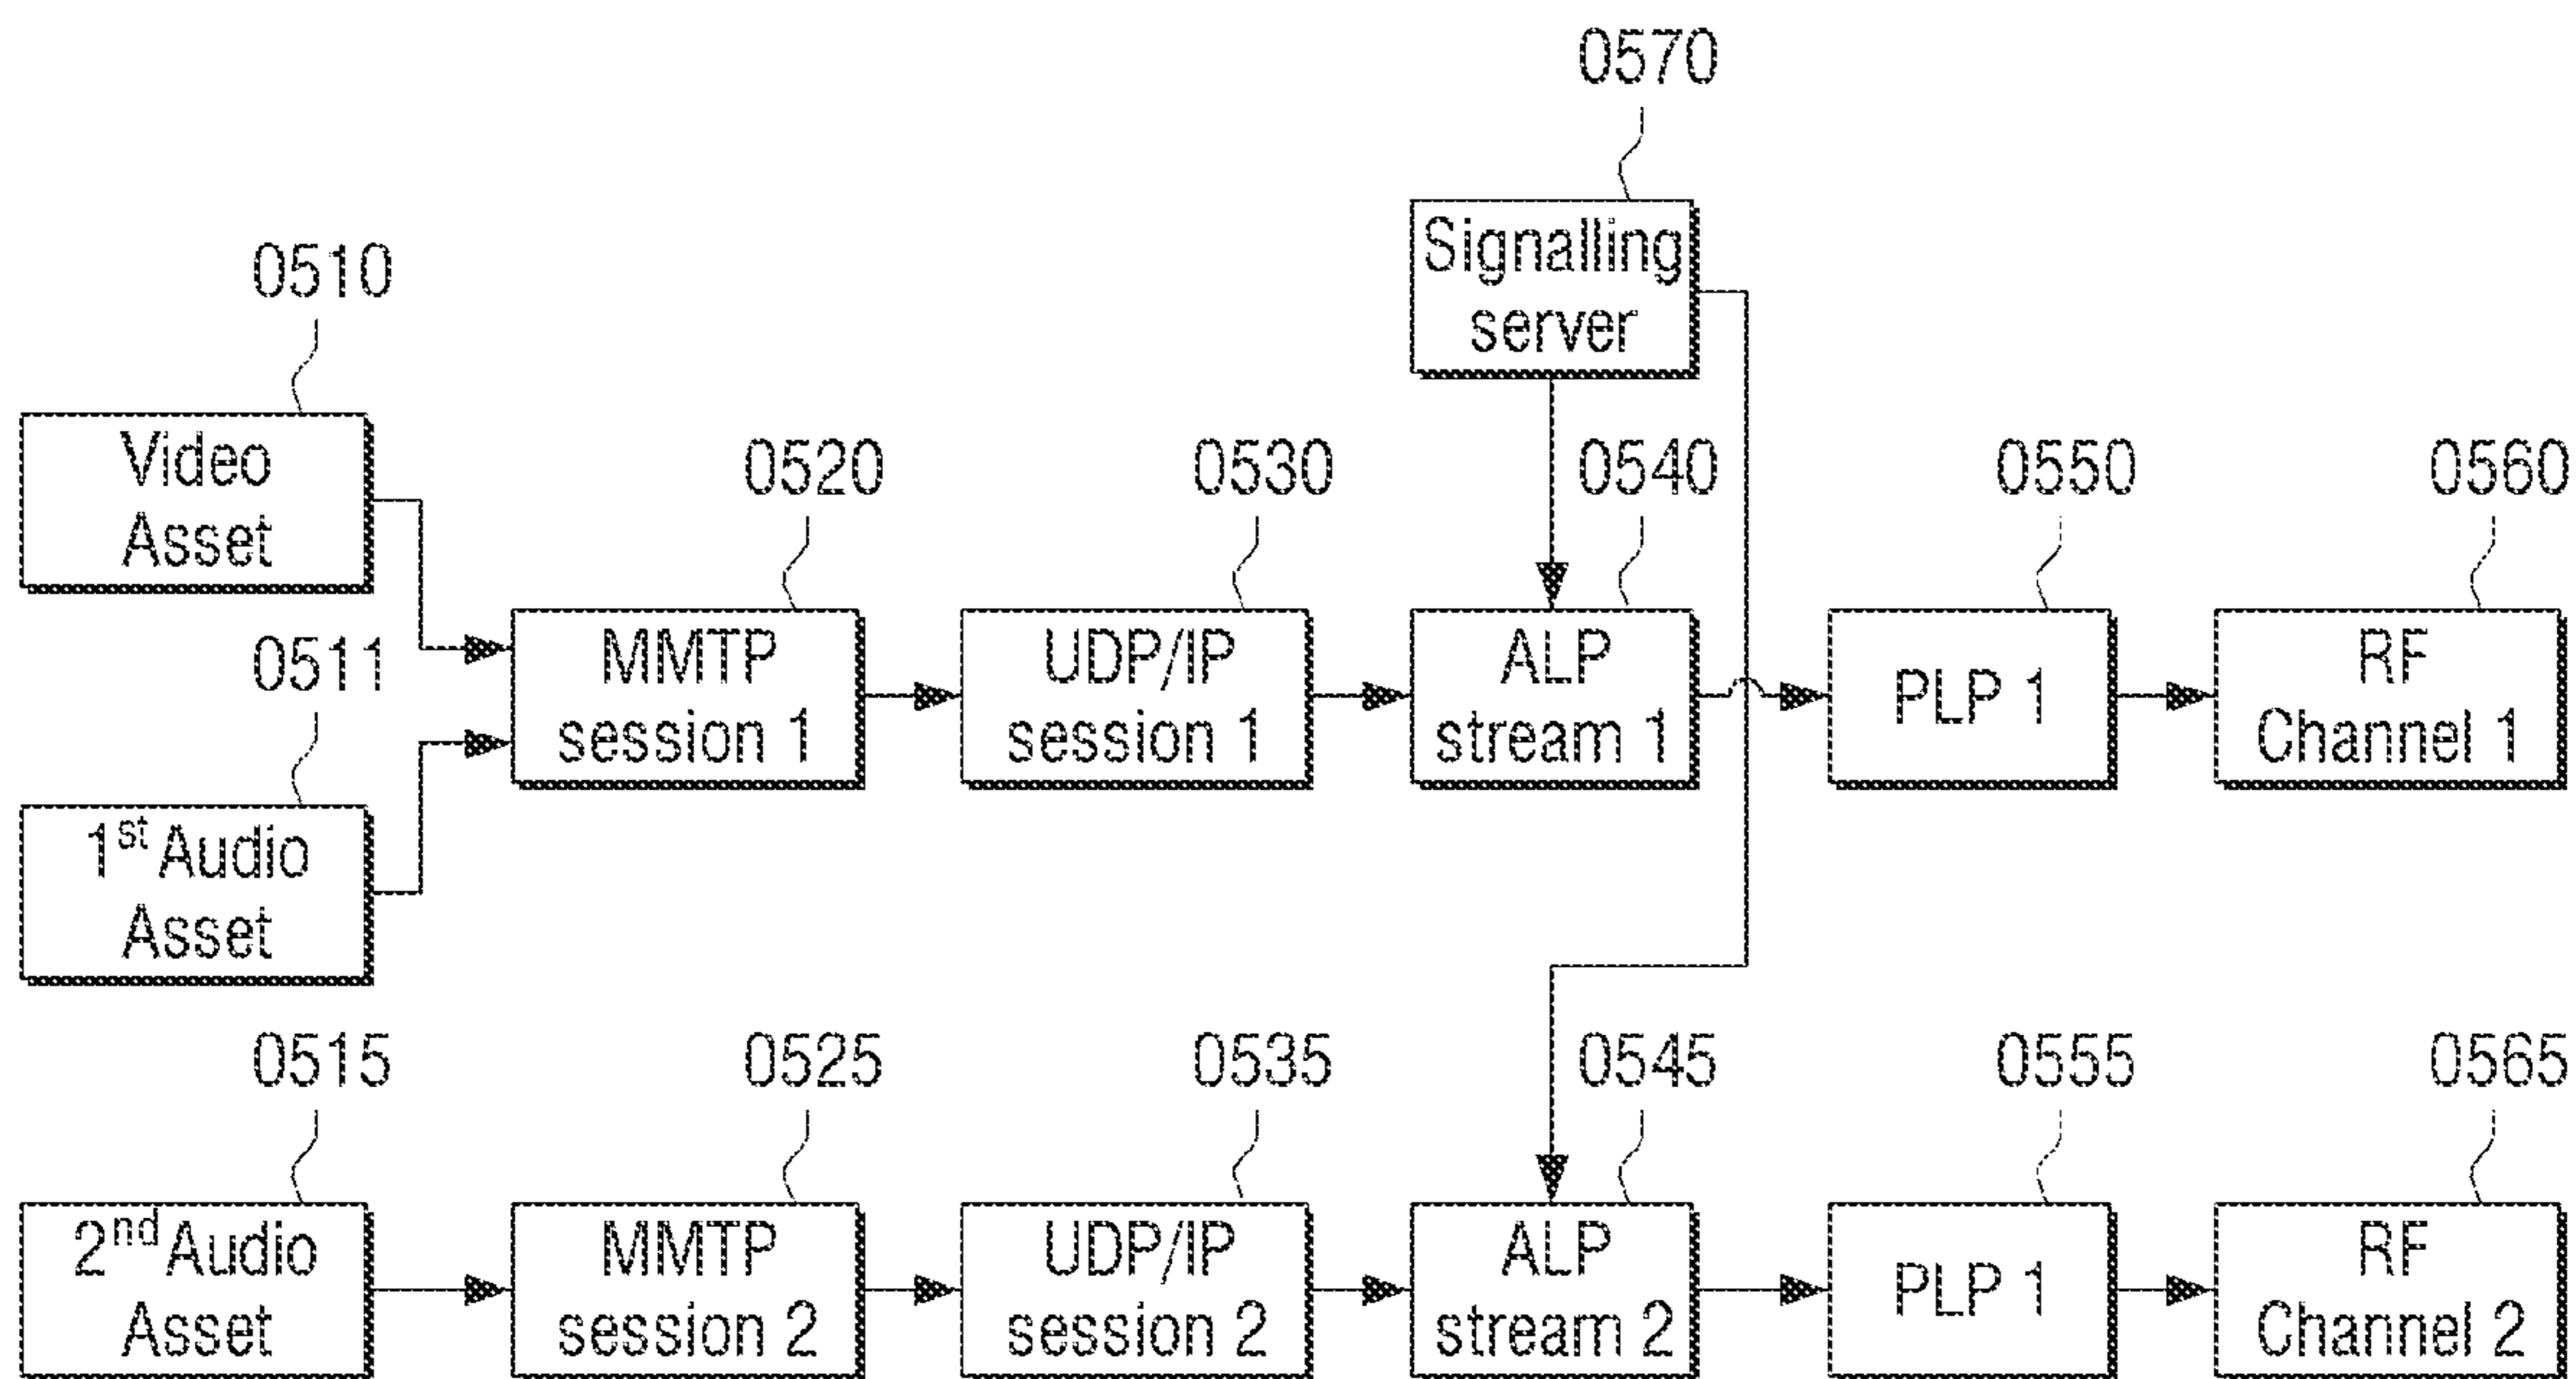 0570
Signalling
server
0510
Video
Asset
0520
0530
0540
0550
0560
0511
MMTP
session 1
UDP/IP
session 1
ALP
stream 1
PLP 1
RF
Channel 1
1st Audio
Asset
0515
0525
0535
0545
0555
0565
2nd Audio
Asset
MMTP
session 2
UDP/IP
session 2
ALP
stream 2
PLP 1
RF
Channel 2